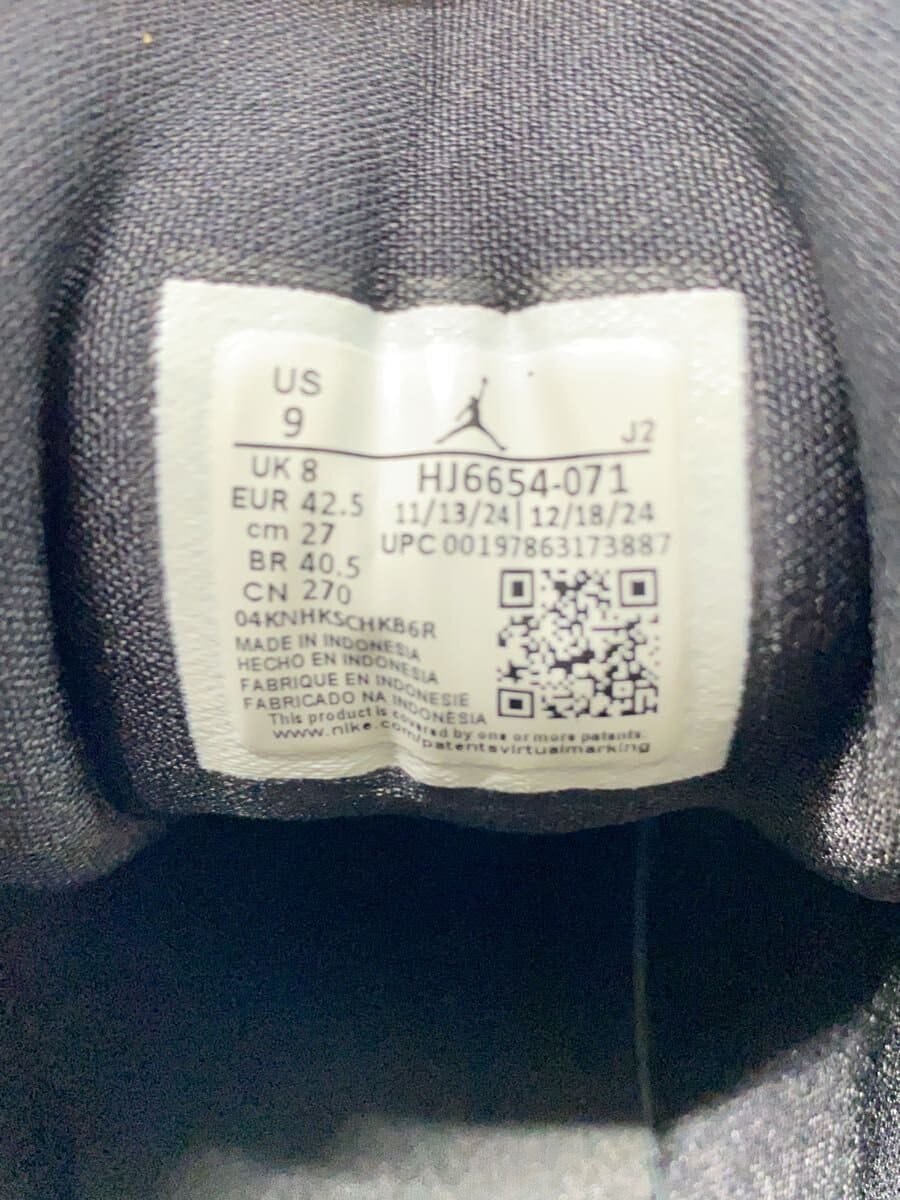 US
9
J2
UK 8
EUR 42.5
cm 27
BR 40.5
CN 270
HJ6654-071
11/13/24 | 12/18/24
UPC 00197863173887
04KNHKSCHKB6R
MADE IN INDONESIA
HECHO EN INDONESIA
FABRIQUE EN INDONESIE
FABRICADO NA INDONESIA
This product is covered by one or more patents.
www.nike.com/patentsvirtualmarking